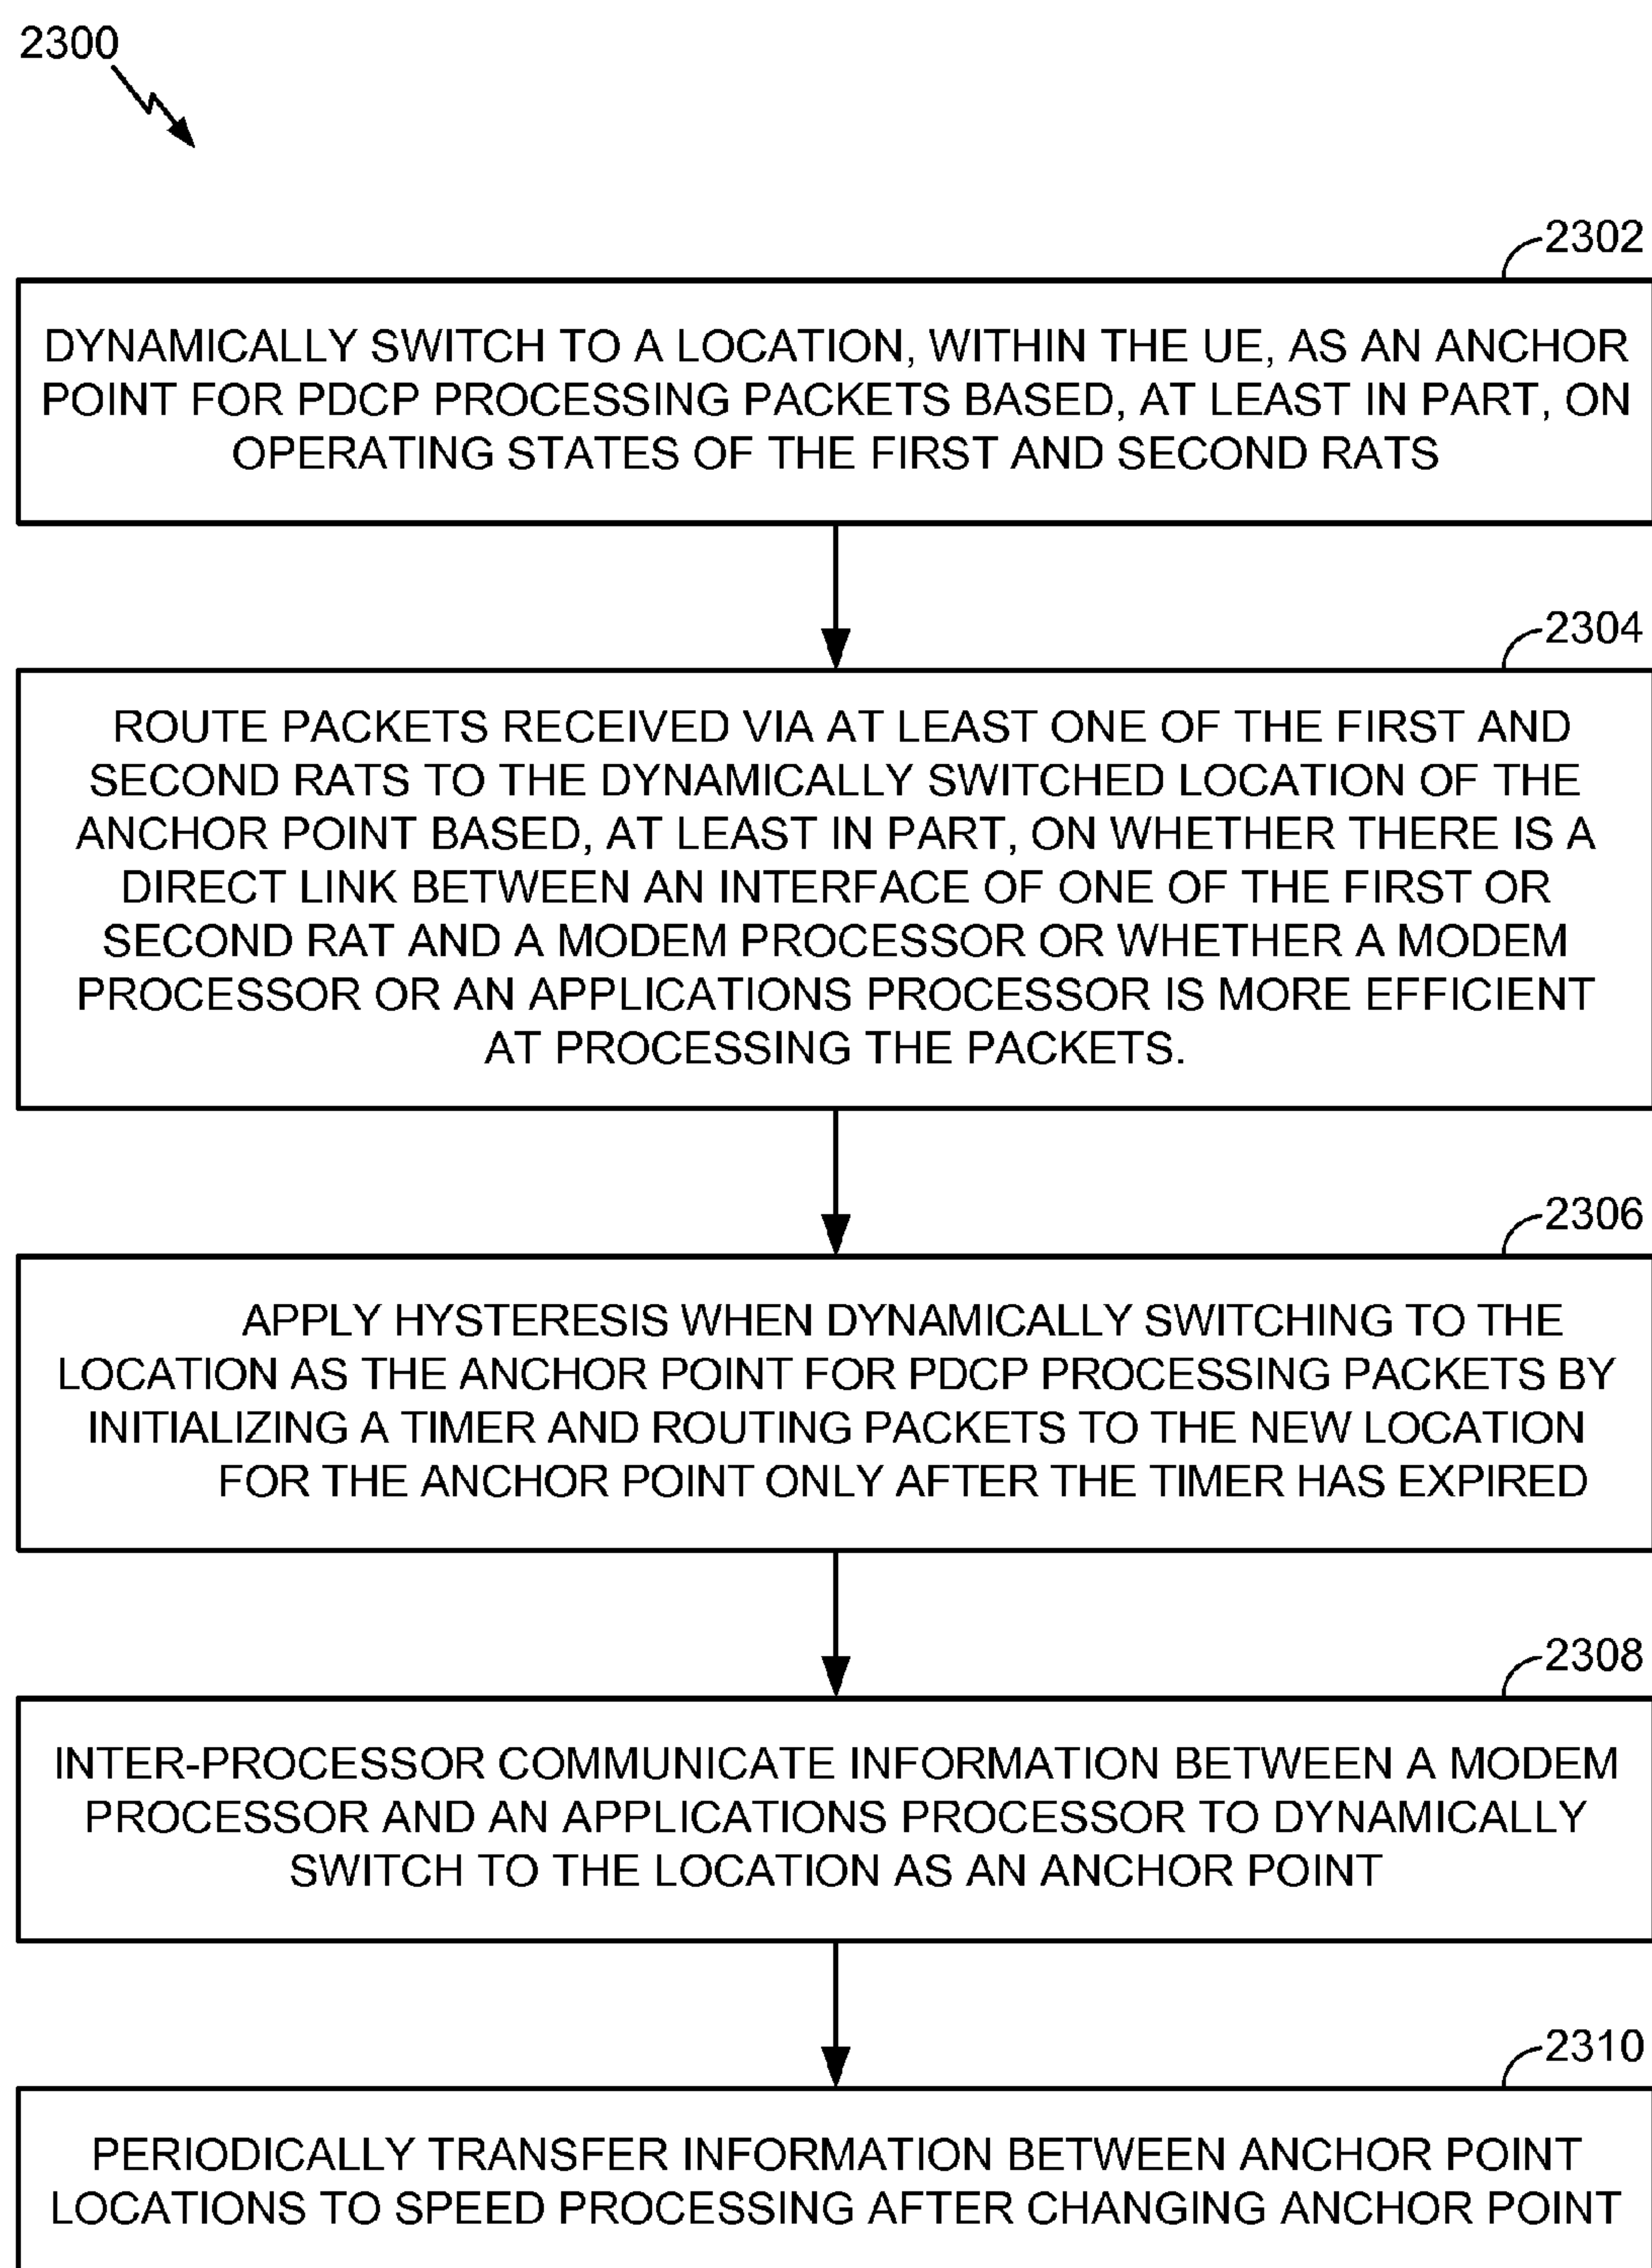 2300
2302
DYNAMICALLY SWITCH TO A LOCATION, WITHIN THE UE, AS AN ANCHOR
POINT FOR PDCP PROCESSING PACKETS BASED, AT LEAST IN PART, ON
OPERATING STATES OF THE FIRST AND SECOND RATS
2304
ROUTE PACKETS RECEIVED VIA AT LEAST ONE OF THE FIRST AND
SECOND RATS TO THE DYNAMICALLY SWITCHED LOCATION OF THE
ANCHOR POINT BASED, AT LEAST IN PART, ON WHETHER THERE IS A
DIRECT LINK BETWEEN AN INTERFACE OF ONE OF THE FIRST OR
SECOND RAT AND A MODEM PROCESSOR OR WHETHER A MODEM
PROCESSOR OR AN APPLICATIONS PROCESSOR IS MORE EFFICIENT
AT PROCESSING THE PACKETS.
2306
APPLY HYSTERESIS WHEN DYNAMICALLY SWITCHING TO THE
LOCATION AS THE ANCHOR POINT FOR PDCP PROCESSING PACKETS BY
INITIALIZING A TIMER AND ROUTING PACKETS TO THE NEW LOCATION
FOR THE ANCHOR POINT ONLY AFTER THE TIMER HAS EXPIRED
2308
INTER-PROCESSOR COMMUNICATE INFORMATION BETWEEN A MODEM
PROCESSOR AND AN APPLICATIONS PROCESSOR TO DYNAMICALLY
SWITCH TO THE LOCATION AS AN ANCHOR POINT
2310
PERIODICALLY TRANSFER INFORMATION BETWEEN ANCHOR POINT
LOCATIONS TO SPEED PROCESSING AFTER CHANGING ANCHOR POINT